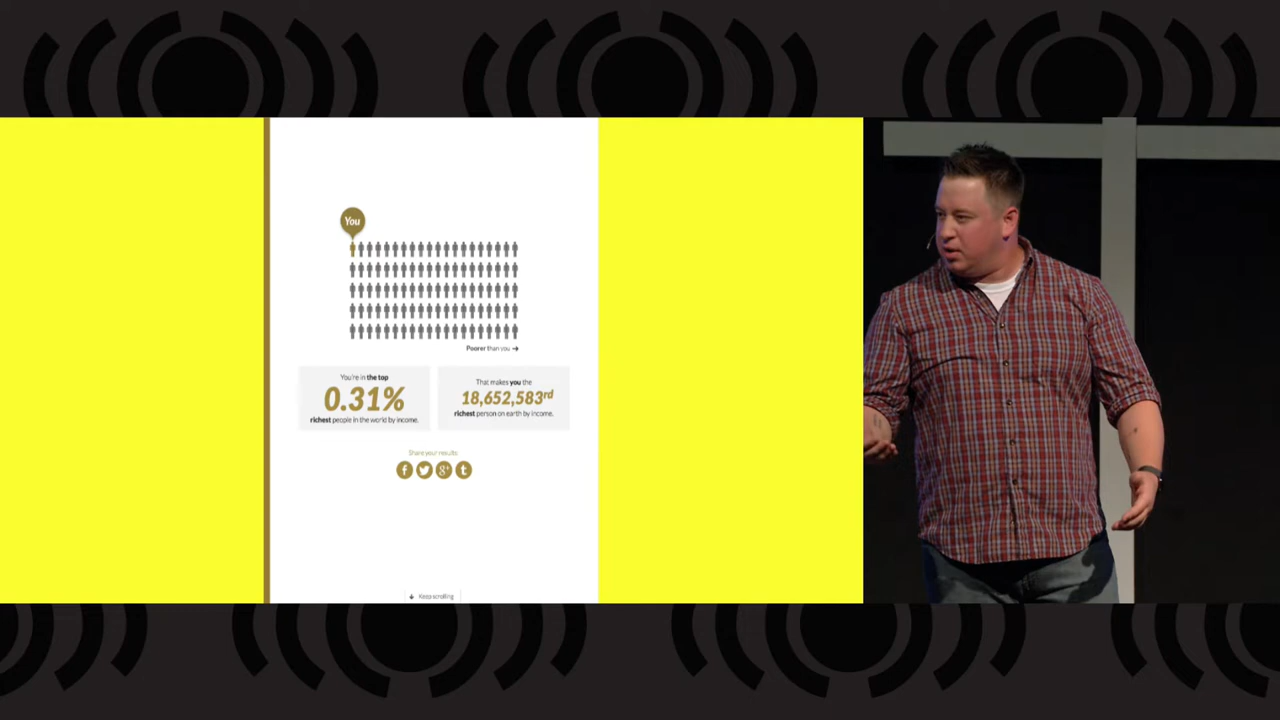 You
Poorer than you →
You're in the top
0.31%
richest people in the world by income.
That makes you the
18,652,583rd
richest person on earth by income.
Share your results:
Keep scrolling